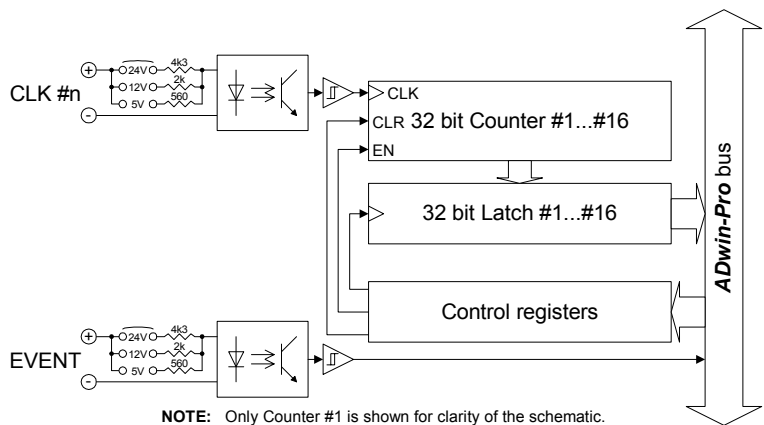 CLK #n
24V
4k3
12V
2k
5V
560
CLK
CLR
EN
32 bit Counter #1...#16
32 bit Latch #1...#16
Control registers
ADwin-Pro bus
EVENT
24V
4k3
12V
2k
5V
560
NOTE: Only Counter #1 is shown for clarity of the schematic.